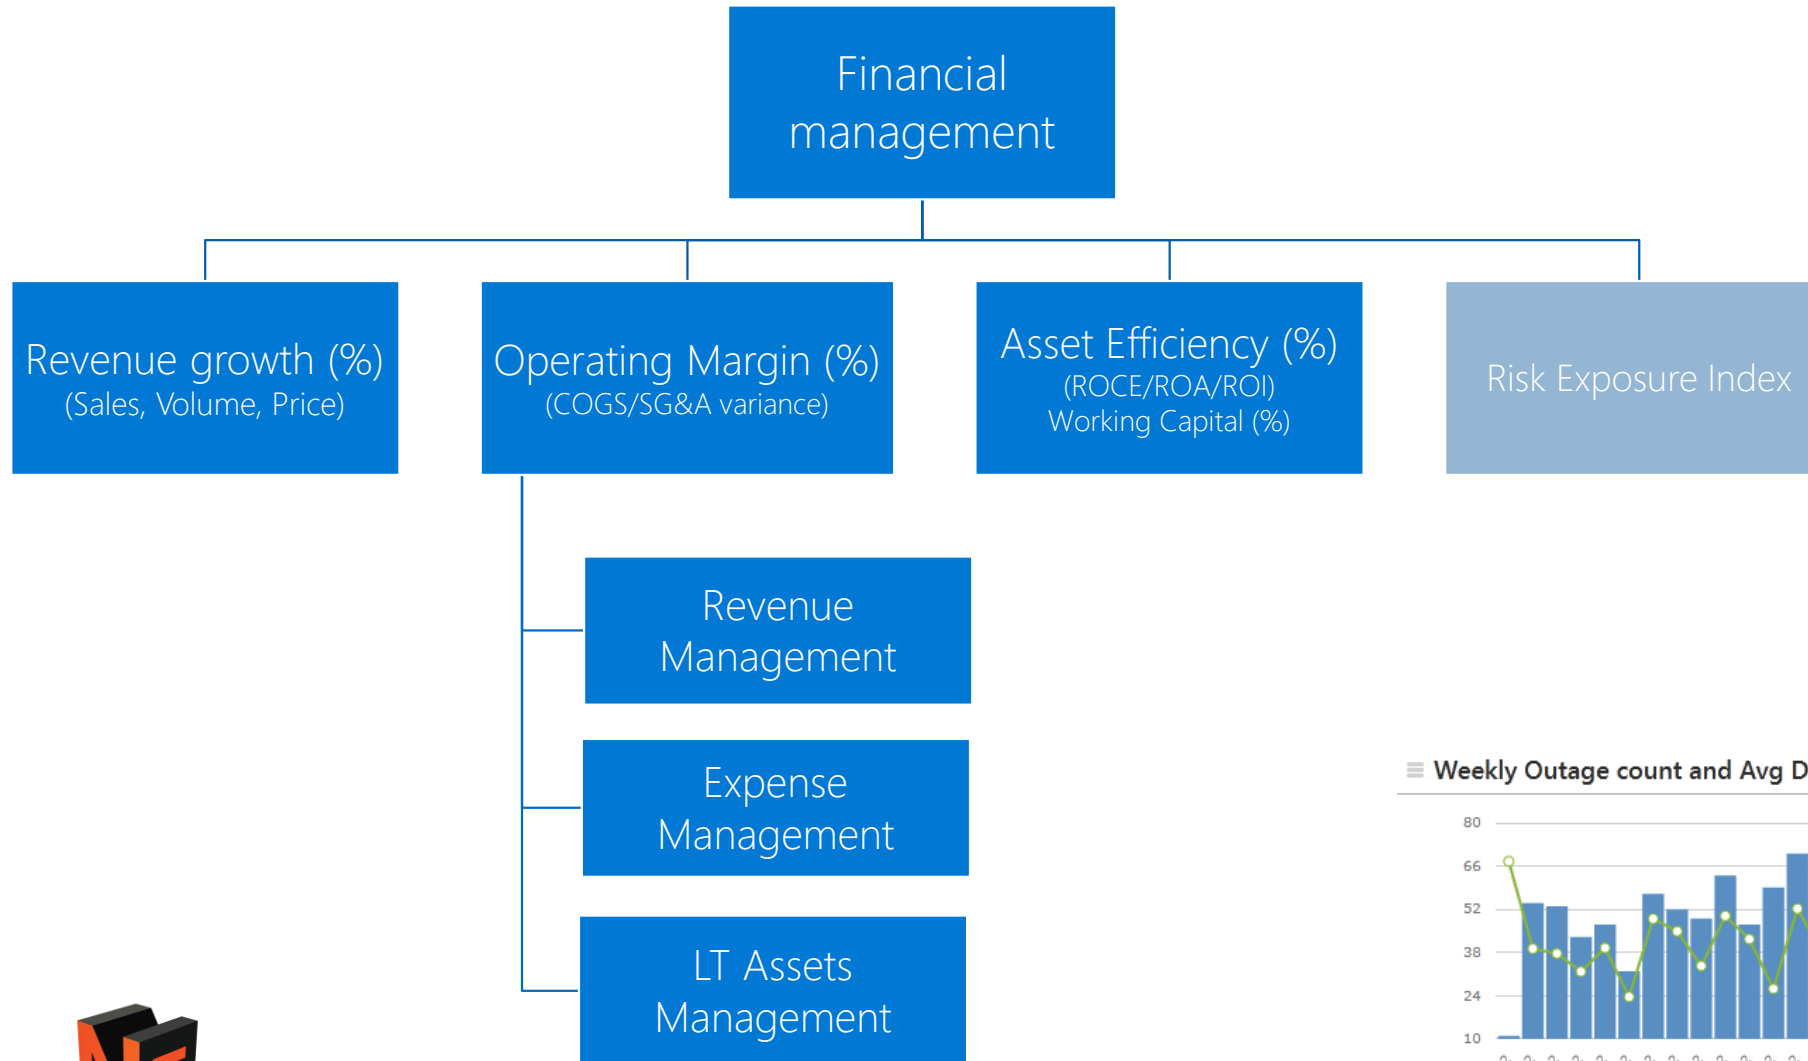 Financial
management
Revenue growth (%)
(Sales, Volume, Price)
Operating Margin (%)
(COGS/SG&A variance)
Asset Efficiency (%)
(ROCE/ROA/ROI)
Working Capital (%)
Risk Exposure Index
Revenue
Management
Expense
Management
LT Assets
Management
Weekly Outage count and Avg D
80
66
52
38
24
10